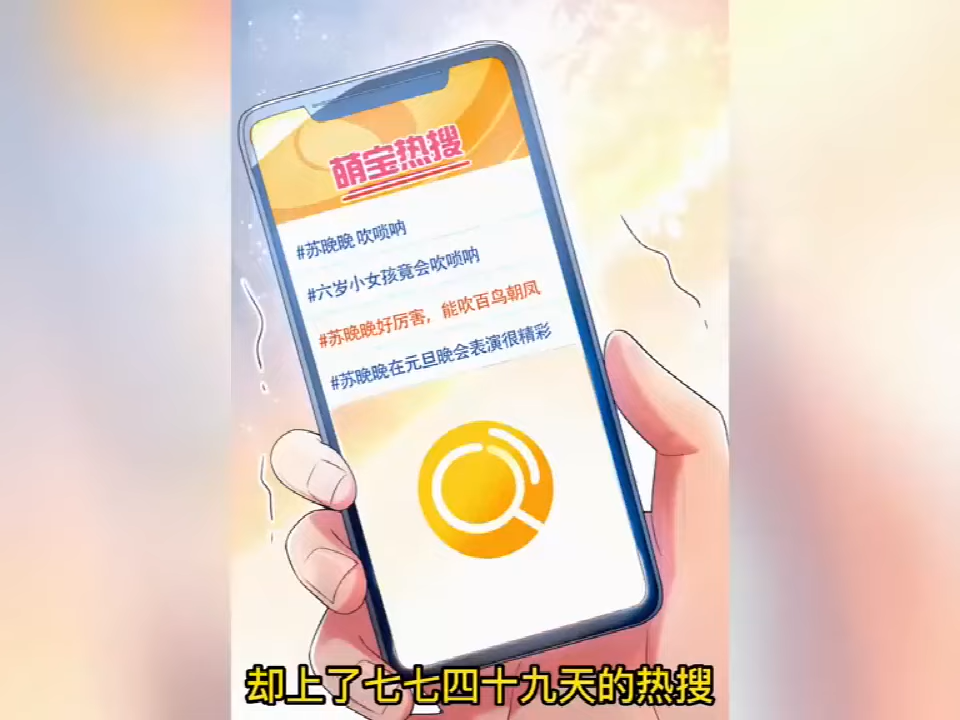 萌宝热搜
#苏晚晚 吹唢呐
#六岁小女孩竟会吹唢呐
#苏晚晚好厉害，能吹百鸟朝凤
#苏晚晚在元旦晚会表演很精彩
却上了七七四十九天的热搜